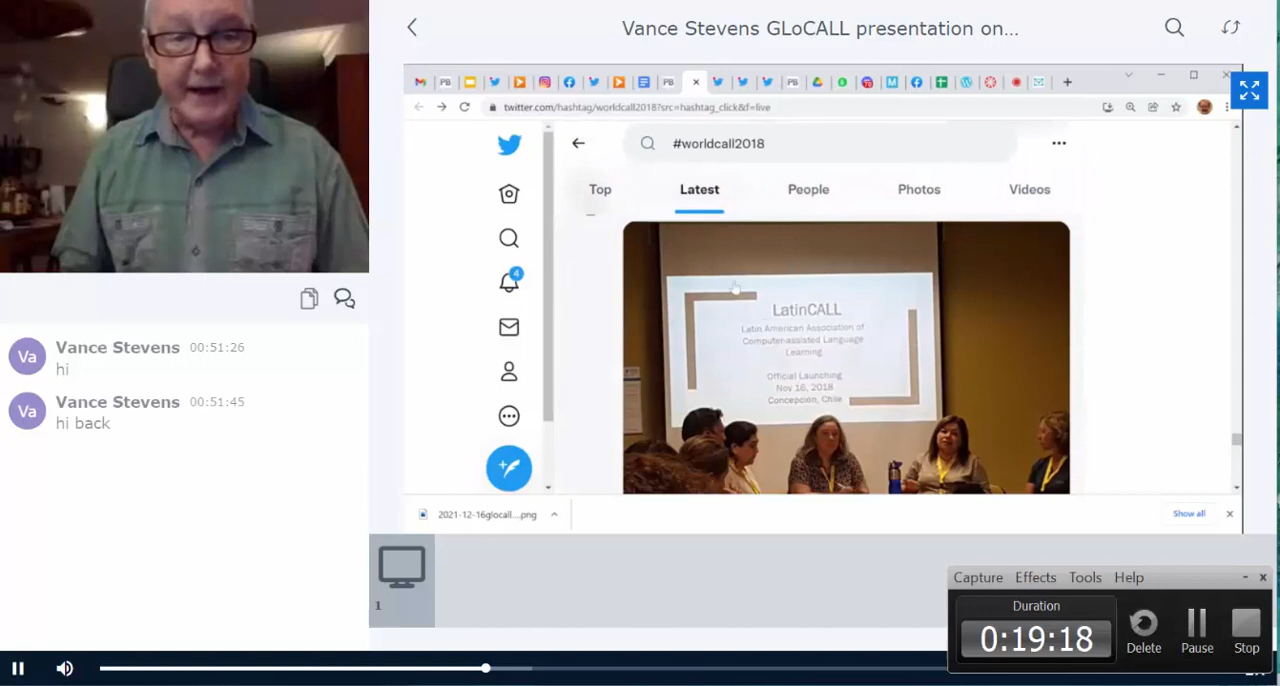 Vance Stevens GLoCALL presentation on...
twitter.com/hashtag/worldcall2018?src=hashtag_click&f=live
#worldcall2018
Top
Latest
People
Photos
Videos
4
LatinCALL
Latin American Association of
Computer-assisted Language
Learning
Official Launching
Nov 16, 2018
Concepcion, Chile
2021-12-16glocall....png
Show all
Va
Vance Stevens 00:51:26
hi
Va
Vance Stevens 00:51:45
hi back
1
Capture Effects Tools Help
Duration
0:19:18
Delete
Pause
Stop